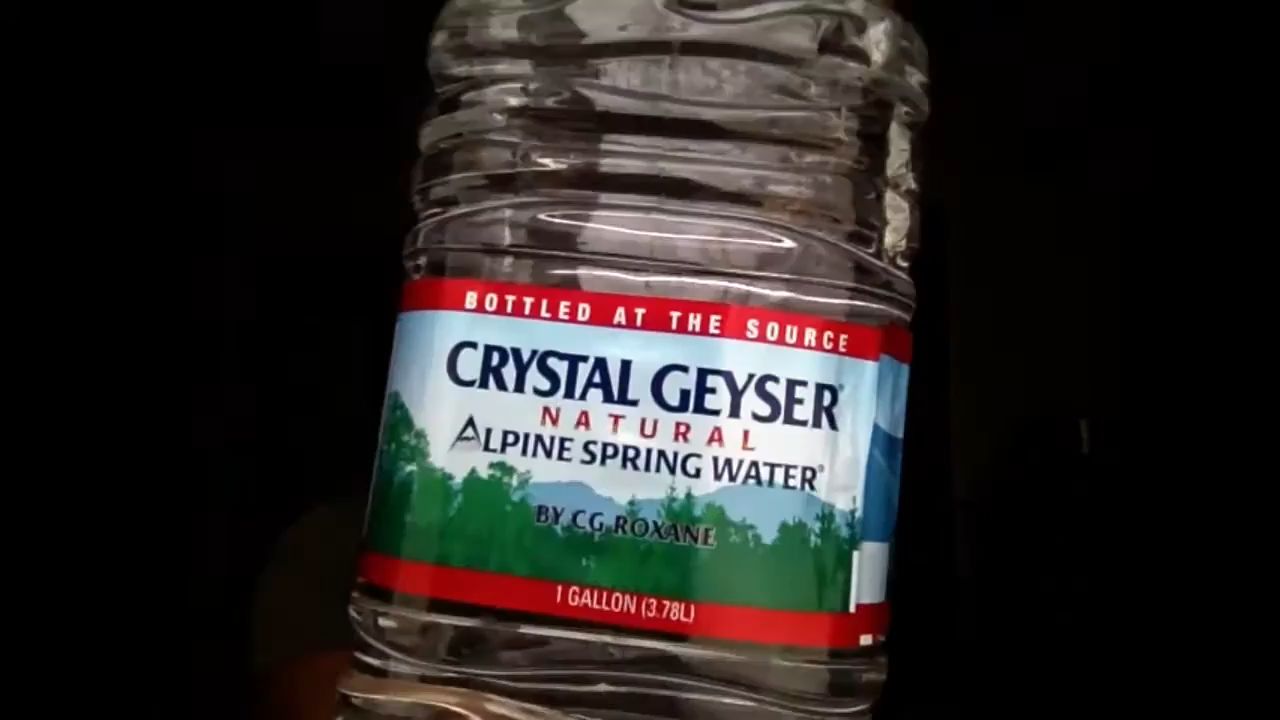 BOTTLED AT THE SOURCE
CRYSTAL GEYSER®
NATURAL
ALPINE SPRING WATER®
BY CG ROXANE
1 GALLON (3.78L)